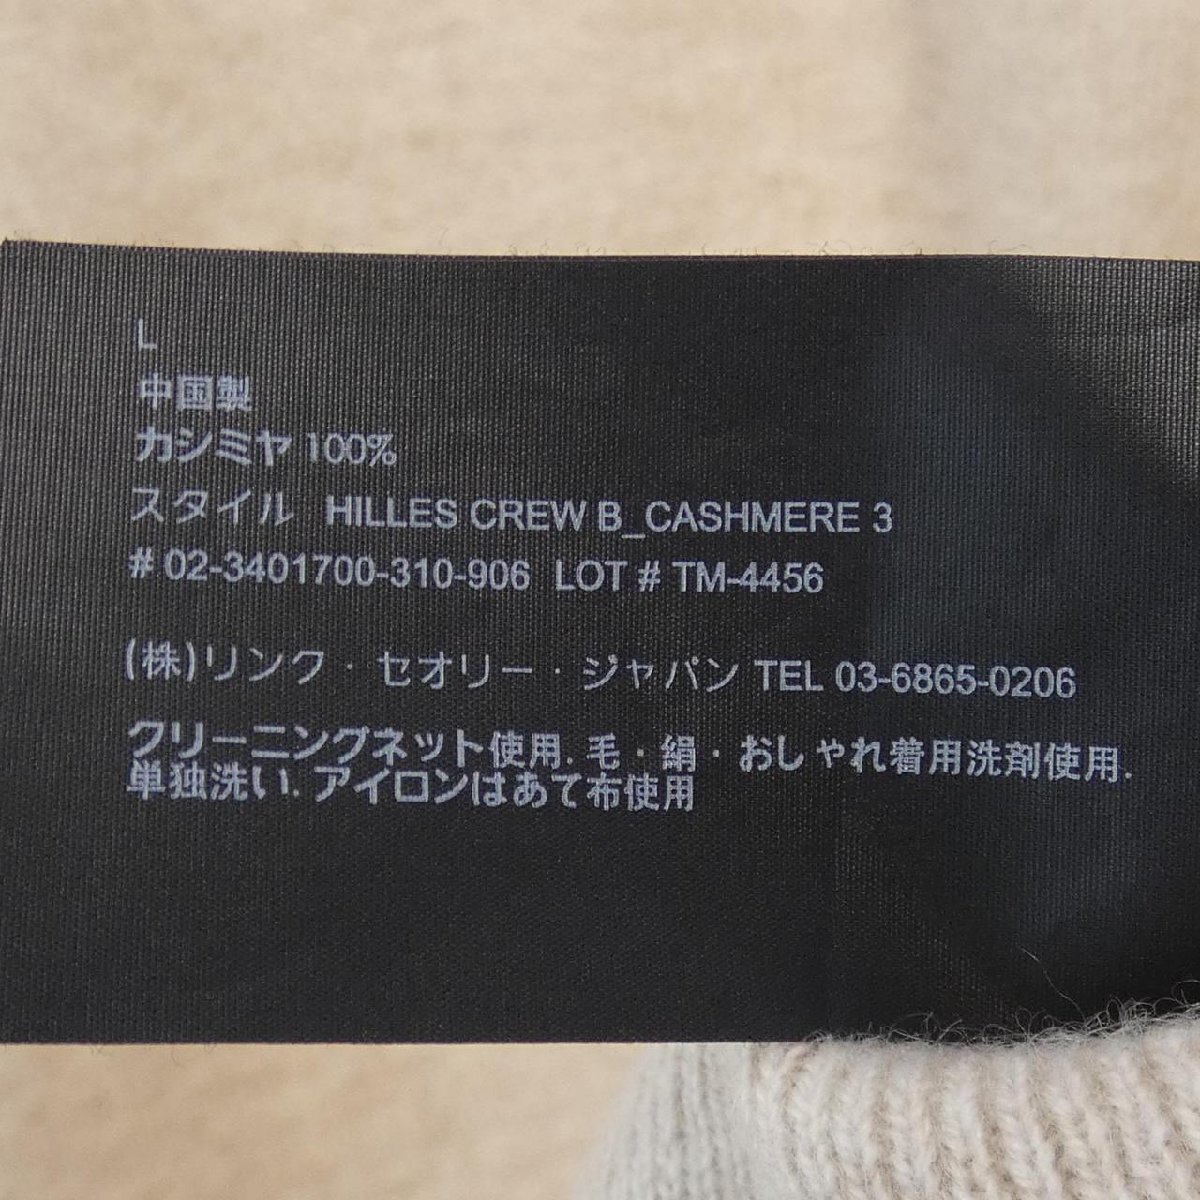 L
中国製
カシミヤ 100%
スタイル HILLES CREW B_CASHMERE 3
# 02-3401700-310-906 LOT # TM-4456
(株)リンク・セオリー・ジャパン TEL 03-6865-0206
クリーニングネット使用.毛・絹・おしゃれ着用洗剤使用.
単独洗い.アイロンはあて布使用